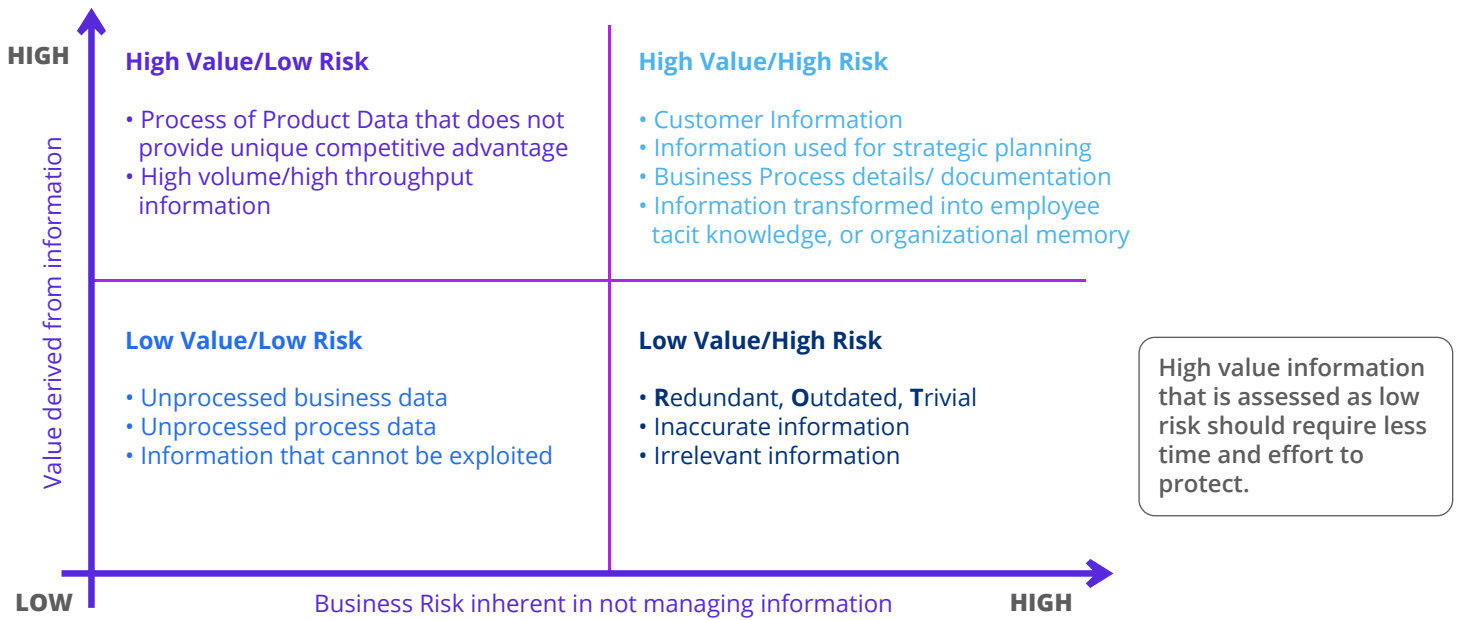 HIGH
Value derived from information
High Value/Low Risk
• Process of Product Data that does not
provide unique competitive advantage
• High volume/high throughput
information
High Value/High Risk
• Customer Information
• Information used for strategic planning
• Business Process details/ documentation
• Information transformed into employee
tacit knowledge, or organizational memory
Low Value/Low Risk
• Unprocessed business data
• Unprocessed process data
• Information that cannot be exploited
Low Value/High Risk
• Redundant, Outdated, Trivial
• Inaccurate information
• Irrelevant information
High value information
that is assessed as low
risk should require less
time and effort to
protect.
LOW
Business Risk inherent in not managing information
HIGH